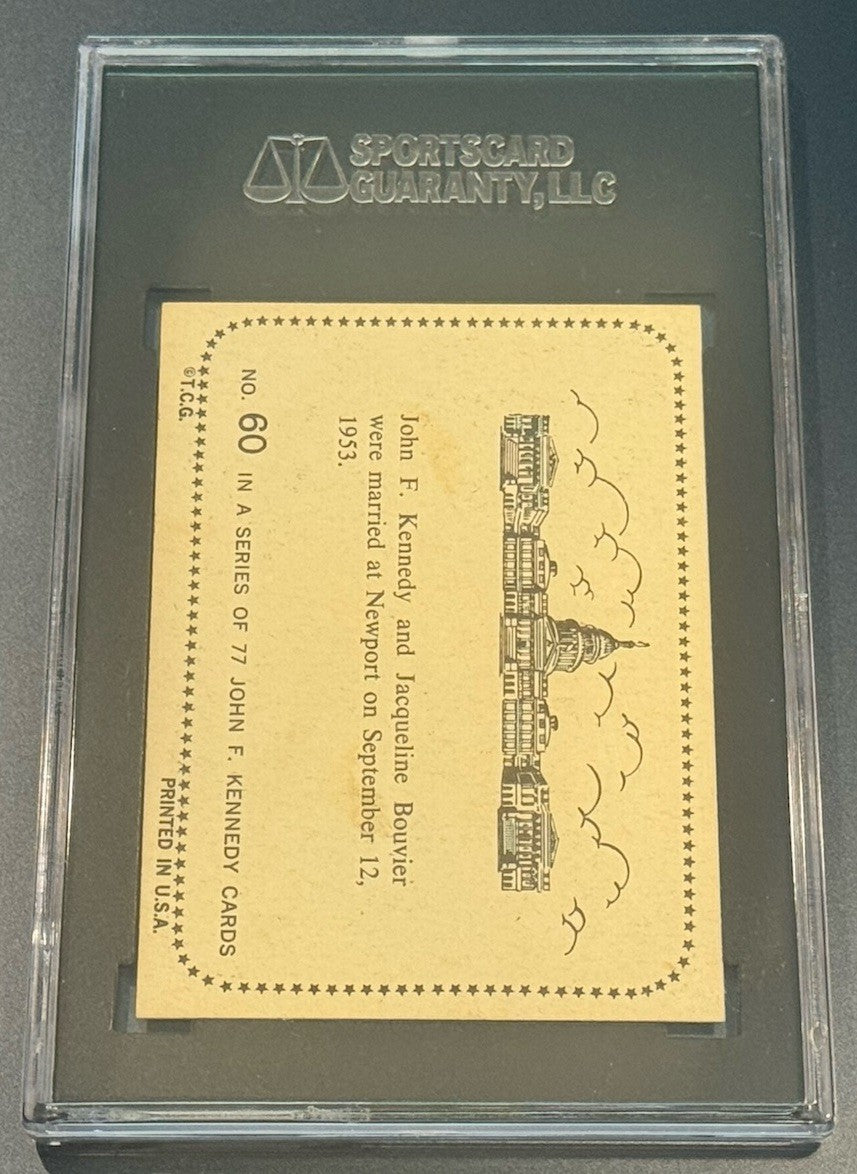 SPORTSCARD
GUARANTY, LLC
John F. Kennedy and Jacqueline Bouvier
were married at Newport on September 12,
1953.
NO. 60 IN A SERIES OF 77 JOHN F. KENNEDY CARDS
©T.C.G.
PRINTED IN U.S.A.